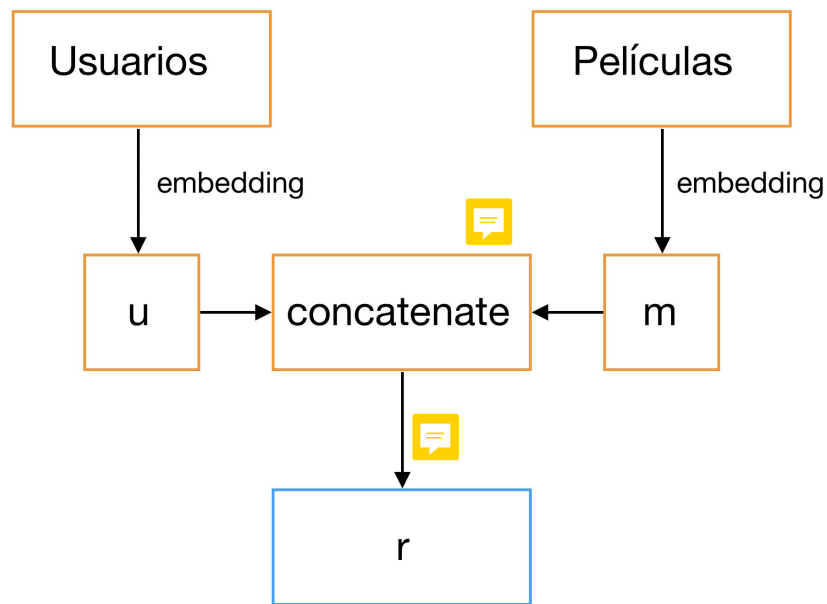 Usuarios
Películas
embedding
embedding
u
concatenate
m
r